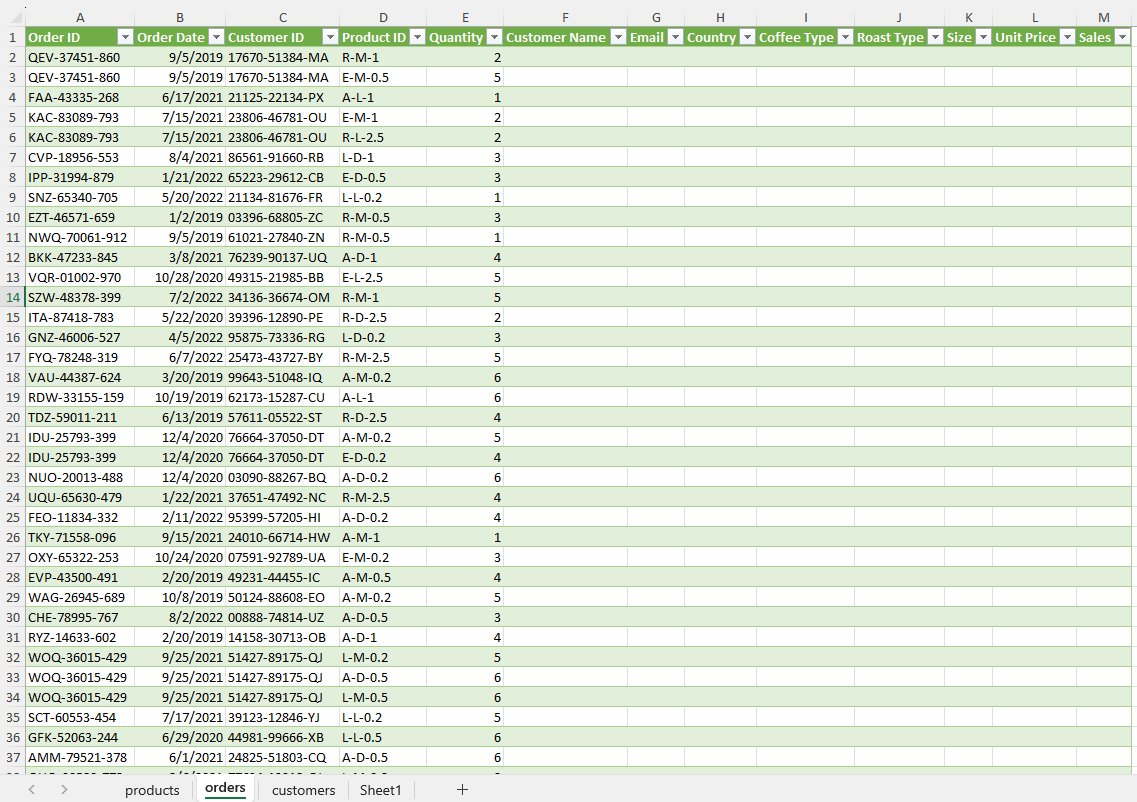 A B C D E F G H I J K L M
1 Order ID Order Date Customer ID Product ID Quantity Customer Name Email Country Coffee Type Roast Type Size Unit Price Sales
2 QEV-37451-860 9/5/2019 17670-51384-MA R-M-1 2
3 QEV-37451-860 9/5/2019 17670-51384-MA E-M-0.5 5
4 FAA-43335-268 6/17/2021 21125-22134-PX A-L-1 1
5 KAC-83089-793 7/15/2021 23806-46781-OU E-M-1 2
6 KAC-83089-793 7/15/2021 23806-46781-OU R-L-2.5 2
7 CVP-18956-553 8/4/2021 86561-91660-RB L-D-1 3
8 IPP-31994-879 1/21/2022 65223-29612-CB E-D-0.5 3
9 SNZ-65340-705 5/20/2022 21134-81676-FR L-L-0.2 1
10 EZT-46571-659 1/2/2019 03396-68805-ZC R-M-0.5 3
11 NWQ-70061-912 9/5/2019 61021-27840-ZN R-M-0.5 1
12 BKK-47233-845 3/8/2021 76239-90137-UQ A-D-1 4
13 VQR-01002-970 10/28/2020 49315-21985-BB E-L-2.5 5
14 SZW-48378-399 7/2/2022 34136-36674-OM R-M-1 5
15 ITA-87418-783 5/22/2020 39396-12890-PE R-D-2.5 2
16 GNZ-46006-527 4/5/2022 95875-73336-RG L-D-0.2 3
17 FYQ-78248-319 6/7/2022 25473-43727-BY R-M-2.5 5
18 VAU-44387-624 3/20/2019 99643-51048-IQ A-M-0.2 6
19 RDW-33155-159 10/19/2019 62173-15287-CU A-L-1 6
20 TDZ-59011-211 6/13/2019 57611-05522-ST R-D-2.5 4
21 IDU-25793-399 12/4/2020 76664-37050-DT A-M-0.2 5
22 IDU-25793-399 12/4/2020 76664-37050-DT E-D-0.2 4
23 NUO-20013-488 12/4/2020 03090-88267-BQ A-D-0.2 6
24 UQU-65630-479 1/22/2021 37651-47492-NC R-M-2.5 4
25 FEO-11834-332 2/11/2022 95399-57205-HI A-D-0.2 4
26 TKY-71558-096 9/15/2021 24010-66714-HW A-M-1 1
27 OXY-65322-253 10/24/2020 07591-92789-UA E-M-0.2 3
28 EVP-43500-491 2/20/2019 49231-44455-IC A-M-0.5 4
29 WAG-26945-689 10/8/2019 50124-88608-EO A-M-0.2 5
30 CHE-78995-767 8/2/2022 00888-74814-UZ A-D-0.5 3
31 RYZ-14633-602 2/20/2019 14158-30713-OB A-D-1 4
32 WOQ-36015-429 9/25/2021 51427-89175-QJ L-M-0.2 5
33 WOQ-36015-429 9/25/2021 51427-89175-QJ A-D-0.5 6
34 WOQ-36015-429 9/25/2021 51427-89175-QJ L-M-0.5 6
35 SCT-60553-454 7/17/2021 39123-12846-YJ L-L-0.2 5
36 GFK-52063-244 6/29/2020 44981-99666-XB L-L-0.5 6
37 AMM-79521-378 6/1/2021 24825-51803-CQ A-D-0.5 6
products orders customers Sheet1 +